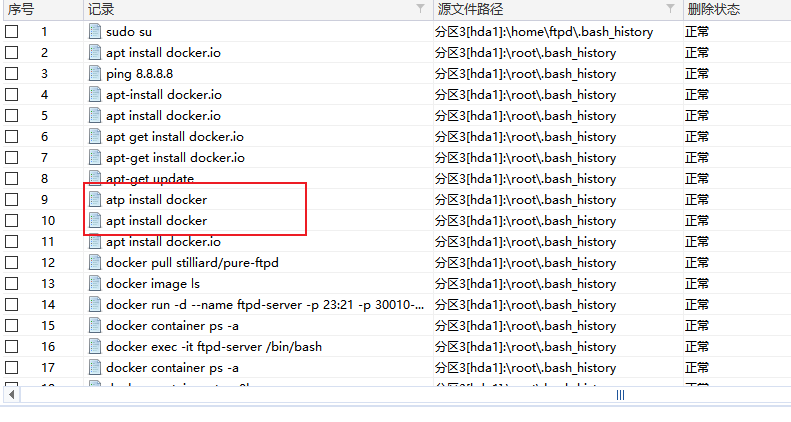 序号 记录 源文件路径 删除状态
1 sudo su 分区3[hda1]:\home\ftpd\.bash_history 正常
2 apt install docker.io 分区3[hda1]:\root\.bash_history 正常
3 ping 8.8.8.8 分区3[hda1]:\root\.bash_history 正常
4 apt-install docker.io 分区3[hda1]:\root\.bash_history 正常
5 apt install docker.io 分区3[hda1]:\root\.bash_history 正常
6 apt get install docker.io 分区3[hda1]:\root\.bash_history 正常
7 apt-get install docker.io 分区3[hda1]:\root\.bash_history 正常
8 apt-get update 分区3[hda1]:\root\.bash_history 正常
9 atp install docker 分区3[hda1]:\root\.bash_history 正常
10 apt install docker 分区3[hda1]:\root\.bash_history 正常
11 apt install docker.io 分区3[hda1]:\root\.bash_history 正常
12 docker pull stilliard/pure-ftpd 分区3[hda1]:\root\.bash_history 正常
13 docker image ls 分区3[hda1]:\root\.bash_history 正常
14 docker run -d --name ftpd-server -p 23:21 -p 30010-... 分区3[hda1]:\root\.bash_history 正常
15 docker container ps -a 分区3[hda1]:\root\.bash_history 正常
16 docker exec -it ftpd-server /bin/bash 分区3[hda1]:\root\.bash_history 正常
17 docker container ps -a 分区3[hda1]:\root\.bash_history 正常